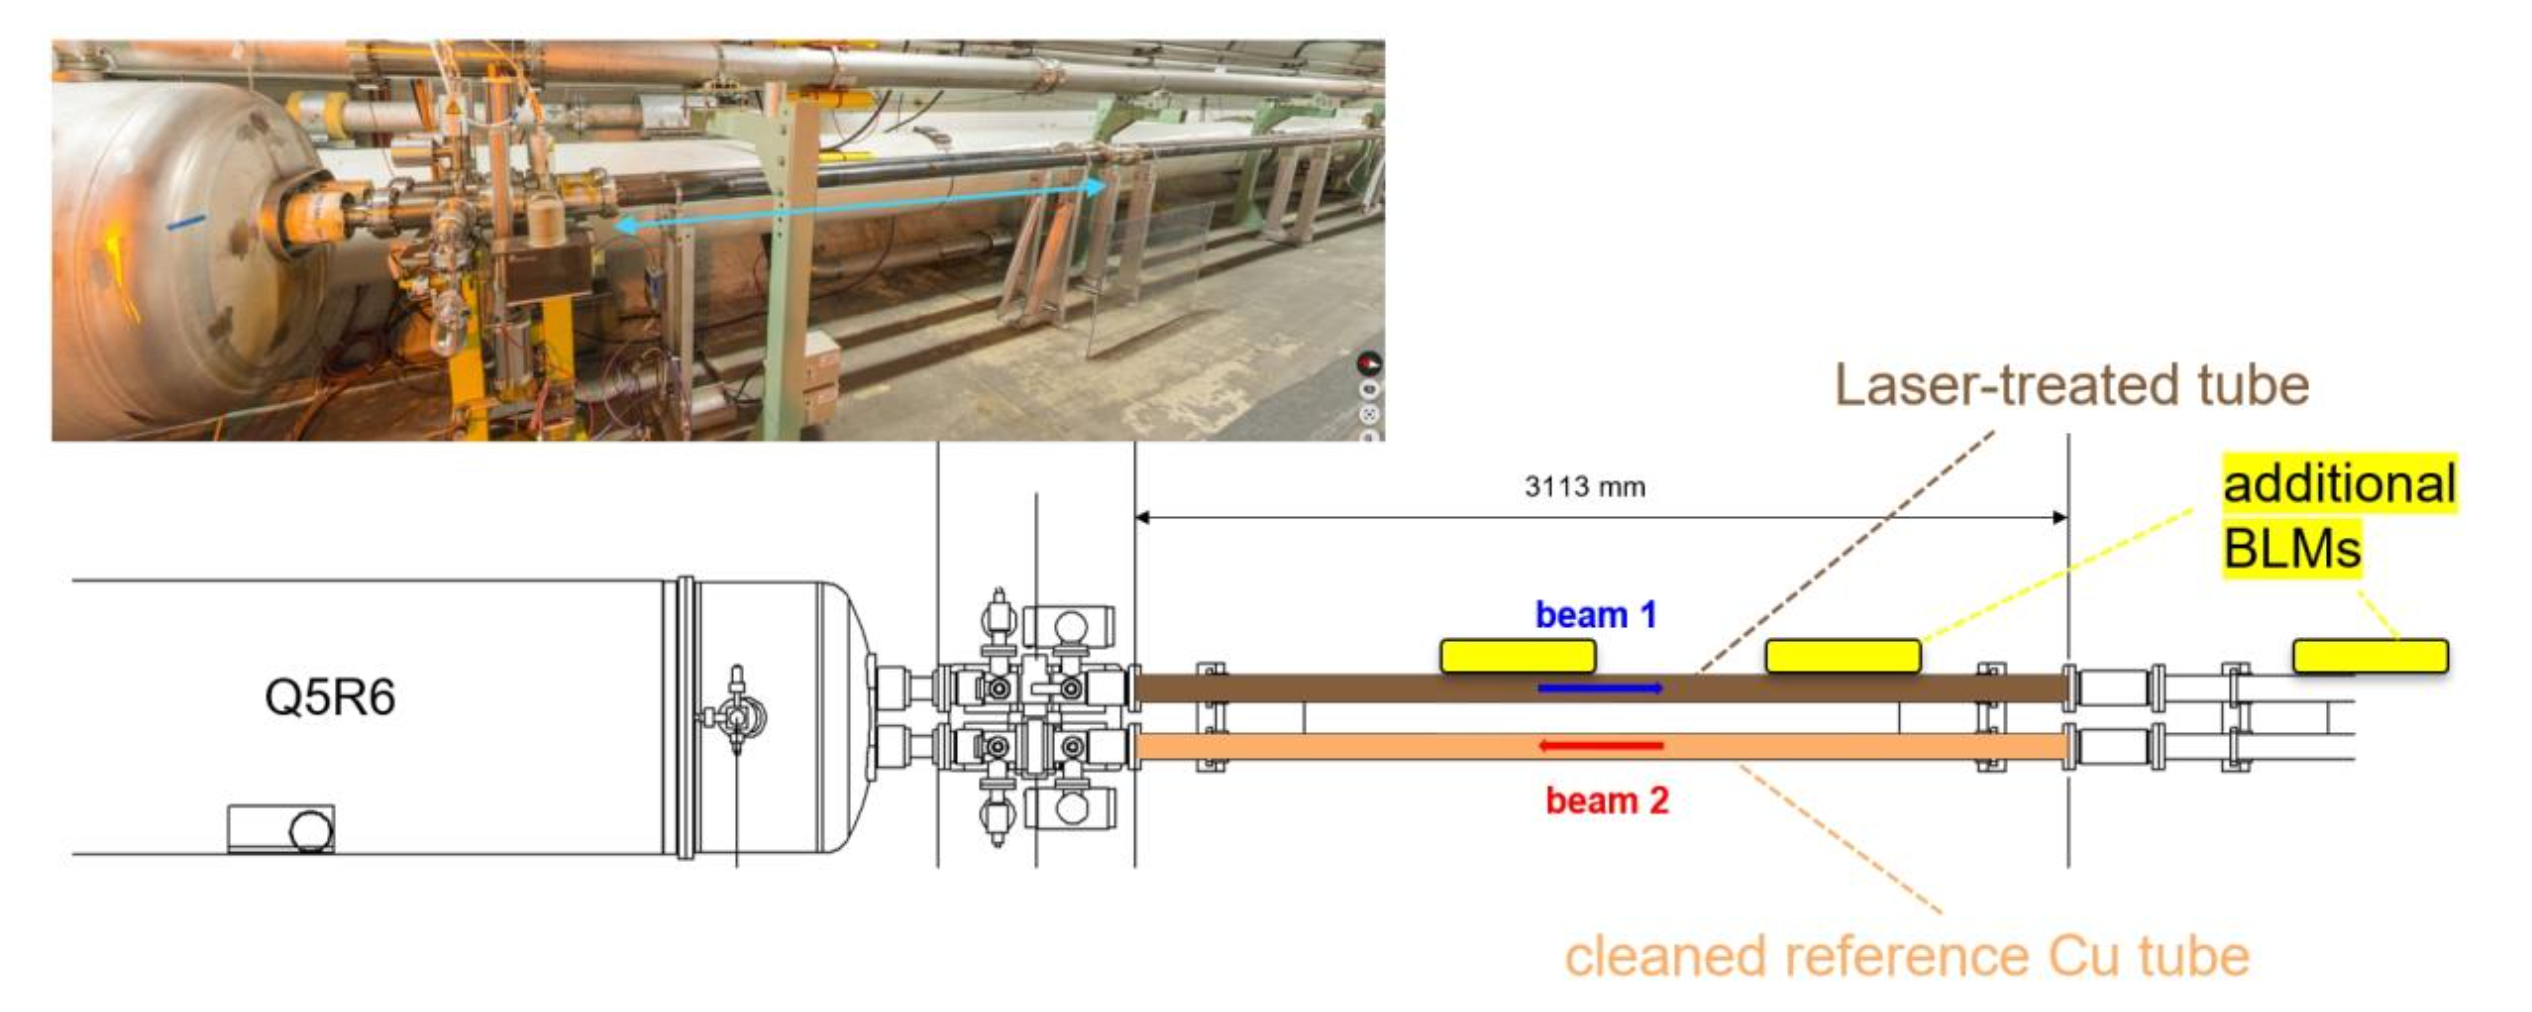 Laser-treated tube
3113 mm
additional
BLMs
beam 1
Q5R6
beam 2
cleaned reference Cu tube